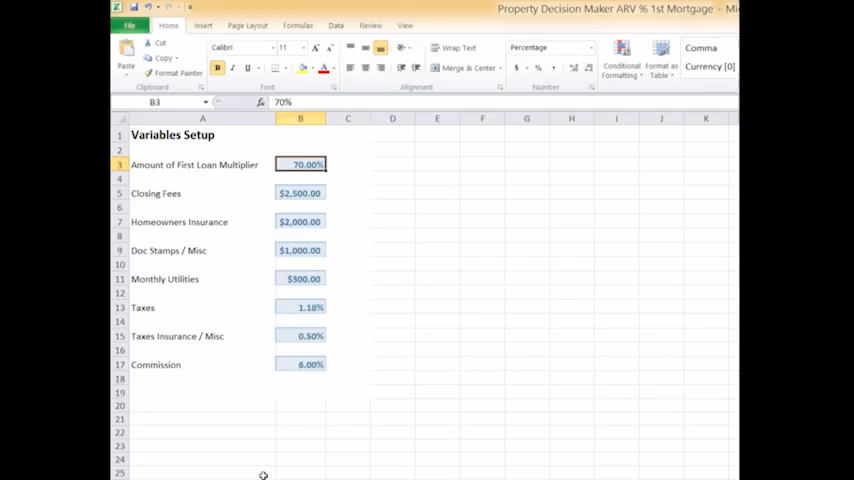 Property Decision Maker ARV % 1st Mortgage - Mi
File Home Insert Page Layout Formulas Data Review View
Cut
Copy
Format Painter
Paste
Clipboard
Calibri 11
B I U
Font
Wrap Text
Merge & Center
Alignment
Percentage
$ % ,
Number
Conditional Formatting
Format as Table
Comma
Currency [0]
B3 fx 70%
A B C D E F G H I J K
1 Variables Setup
2
3 Amount of First Loan Multiplier 70.00%
4
5 Closing Fees $2,500.00
6
7 Homeowners Insurance $2,000.00
8
9 Doc Stamps / Misc $1,000.00
10
11 Monthly Utilities $300.00
12
13 Taxes 1.18%
14
15 Taxes Insurance / Misc 0.50%
16
17 Commission 6.00%
18
19
20
21
22
23
24
25